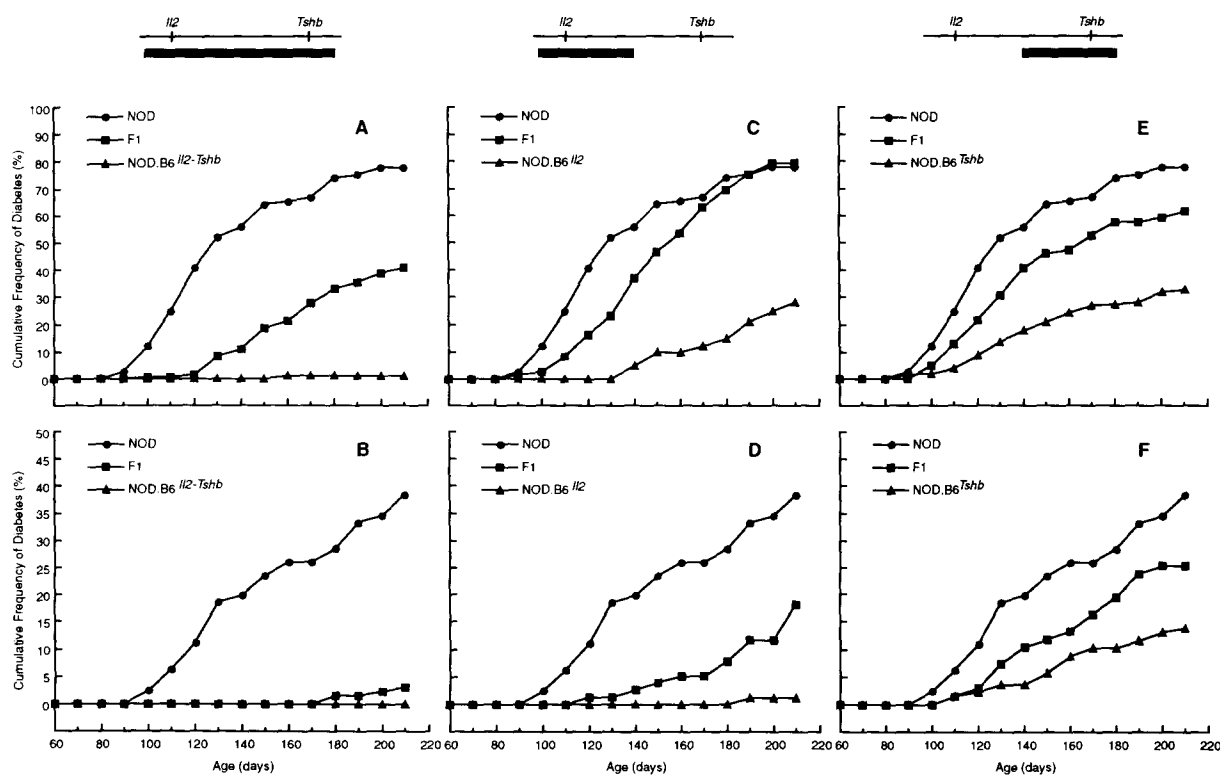 Il2 Tshb
Il2 Tshb
Il2 Tshb
Cumulative Frequency of Diabetes (%)
100
90
80
70
60
50
40
30
20
10
0
NOD
F1
NOD.B6 Il2-Tshb
A
NOD
F1
NOD.B6 Il2
C
NOD
F1
NOD.B6 Tshb
E
Cumulative Frequency of Diabetes (%)
50
45
40
35
30
25
20
15
10
5
0
NOD
F1
NOD.B6 Il2-Tshb
B
NOD
F1
NOD.B6 Il2
D
NOD
F1
NOD.B6 Tshb
F
60 80 100 120 140 160 180 200 220
60 80 100 120 140 160 180 200 220
60 80 100 120 140 160 180 200 220
Age (days)
Age (days)
Age (days)